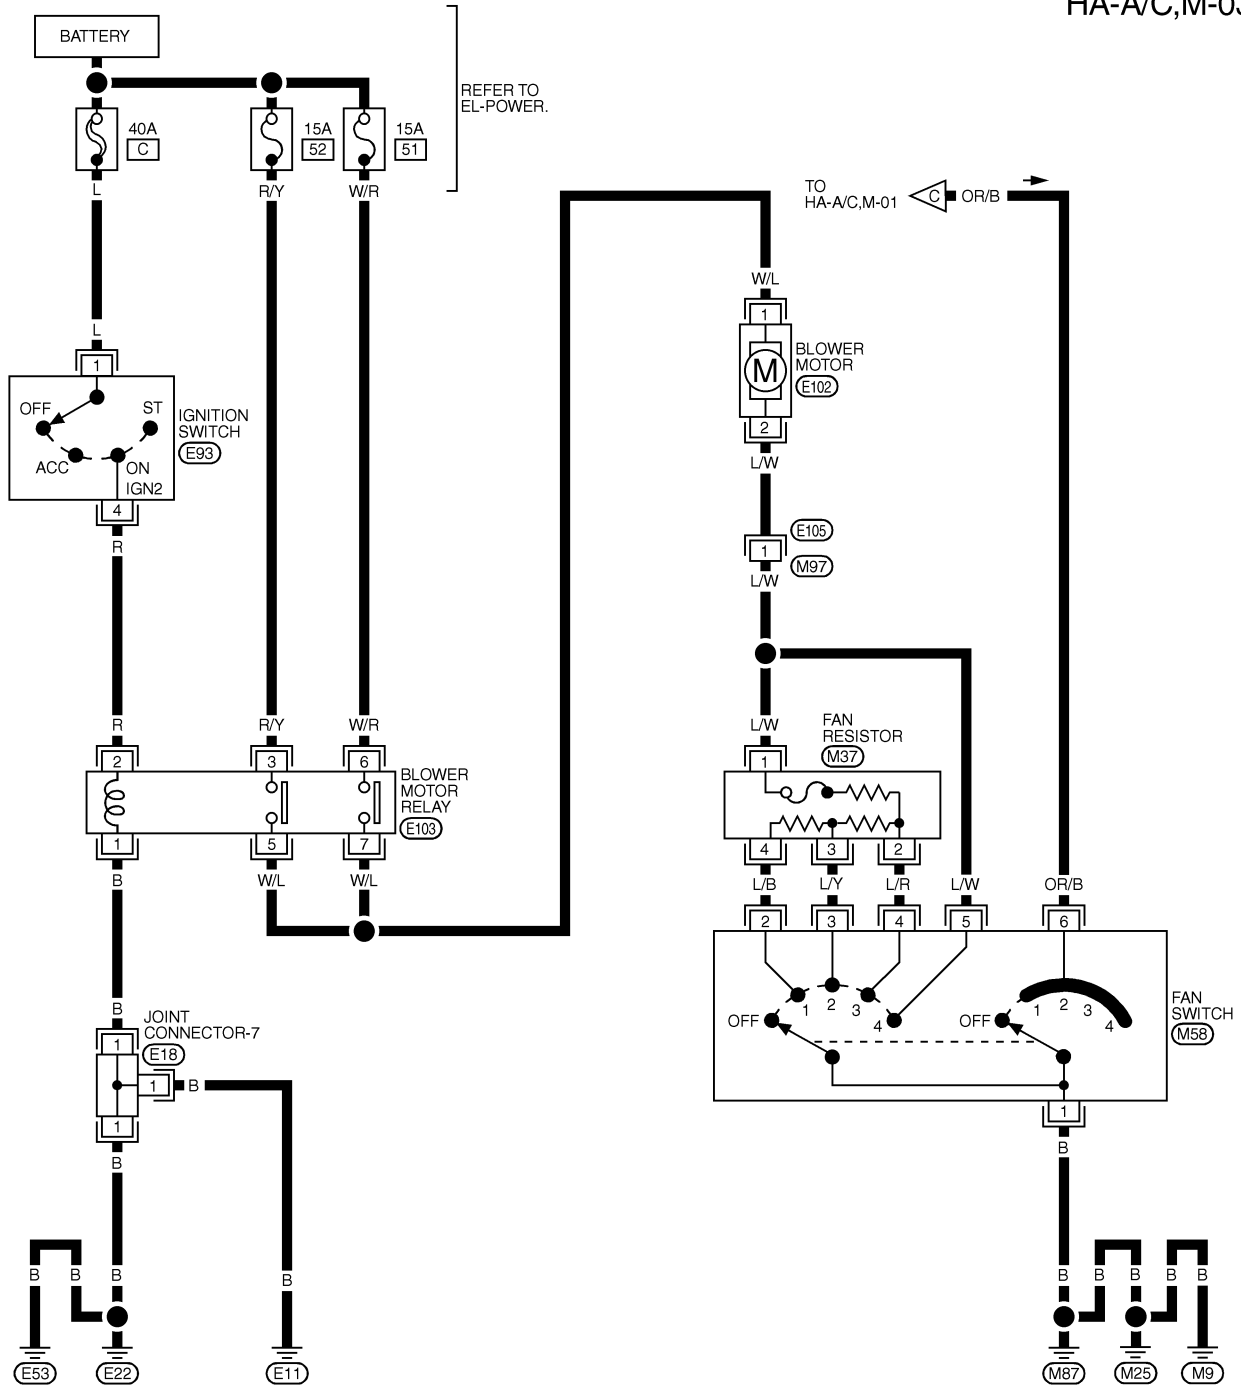 HA-A/C,M-03
BATTERY
REFER TO
EL-POWER.
40A
C
15A
52
15A
51
L
R/Y
W/R
TO
HA-A/C,M-01
C
OR/B
W/L
L
1
1
BLOWER
MOTOR
M
E102
OFF
ST
IGNITION
SWITCH
E93
ACC
ON
IGN2
2
L/W
4
R
E105
1
M97
L/W
R
R/Y
W/R
L/W
FAN
RESISTOR
M37
2
3
6
1
BLOWER
MOTOR
RELAY
E103
1
5
7
4
3
2
B
W/L
W/L
L/B
L/Y
L/R
L/W
OR/B
2
3
4
5
6
B
JOINT
CONNECTOR-7
E18
1
1
B
1
OFF
1
2
3
4
OFF
1
2
3
4
FAN
SWITCH
M58
1
B
B
B
B
B
B
B
B
B
B
B
E53
E22
E11
M87
M25
M9